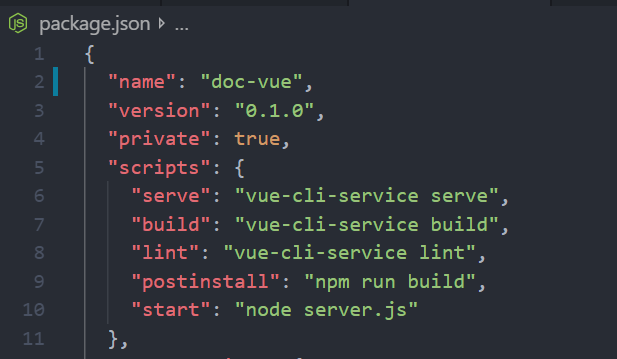 package.json > ...
1 {
2 "name": "doc-vue",
3 "version": "0.1.0",
4 "private": true,
5 "scripts": {
6 "serve": "vue-cli-service serve",
7 "build": "vue-cli-service build",
8 "lint": "vue-cli-service lint",
9 "postinstall": "npm run build",
10 "start": "node server.js"
11 },